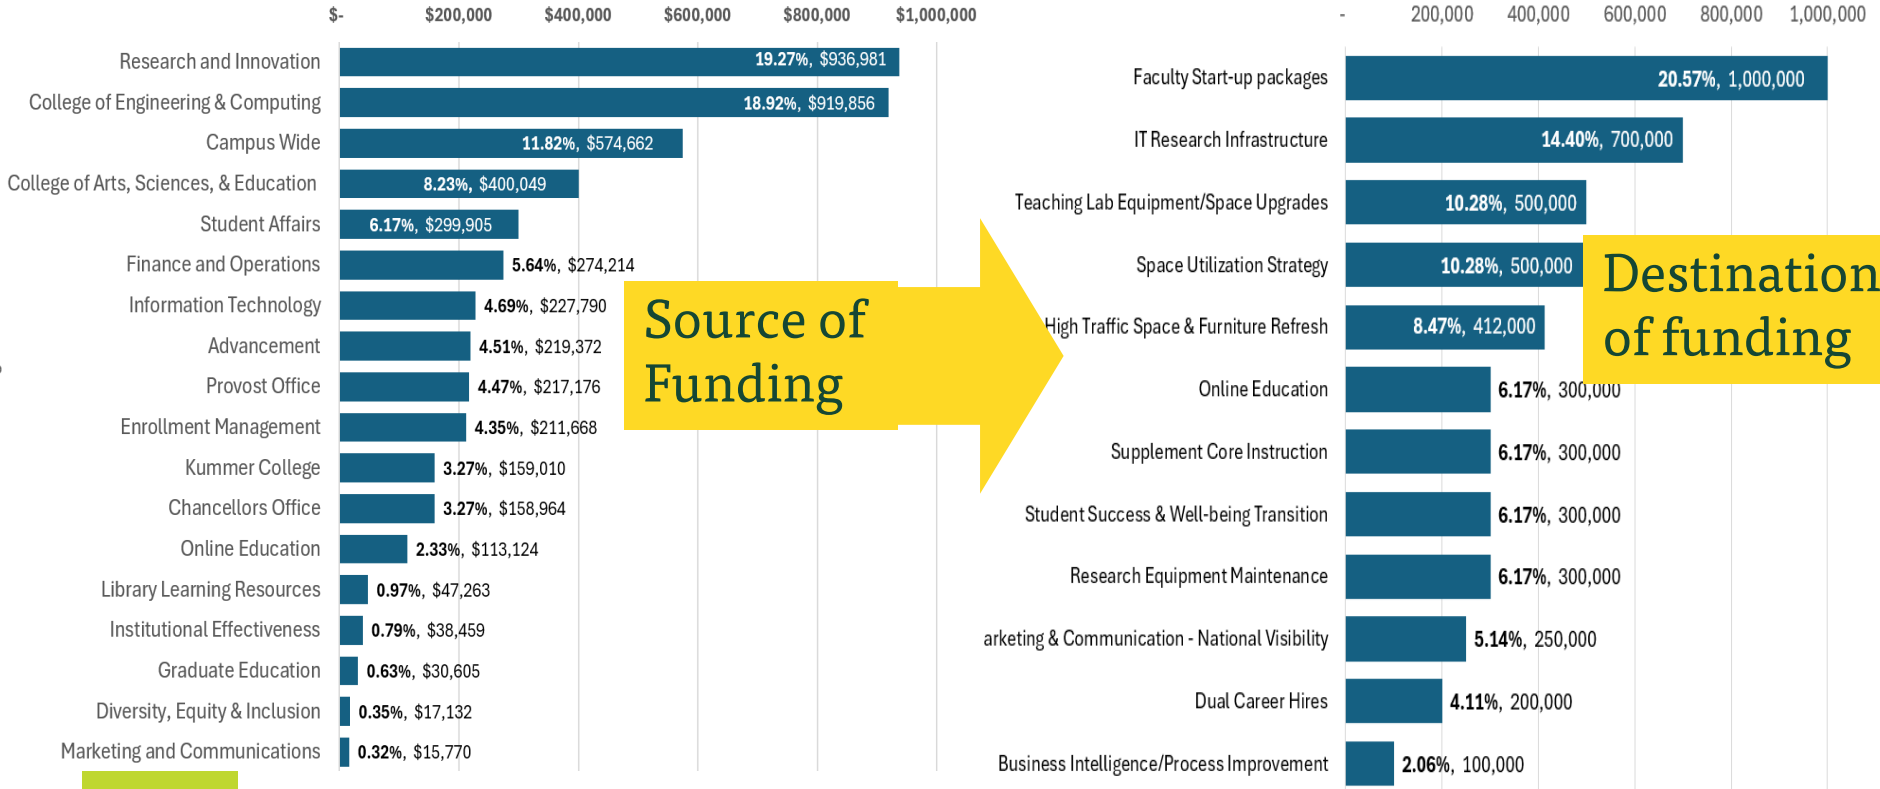 $- $200,000 $400,000 $600,000 $800,000 $1,000,000
Research and Innovation 19.27%, $936,981
College of Engineering & Computing 18.92%, $919,856
Campus Wide 11.82%, $574,662
College of Arts, Sciences, & Education 8.23%, $400,049
Student Affairs 6.17%, $299,905
Finance and Operations 5.64%, $274,214
Information Technology 4.69%, $227,790
Advancement 4.51%, $219,372
Provost Office 4.47%, $217,176
Enrollment Management 4.35%, $211,668
Kummer College 3.27%, $159,010
Chancellors Office 3.27%, $158,964
Online Education 2.33%, $113,124
Library Learning Resources 0.97%, $47,263
Institutional Effectiveness 0.79%, $38,459
Graduate Education 0.63%, $30,605
Diversity, Equity & Inclusion 0.35%, $17,132
Marketing and Communications 0.32%, $15,770
Source of
Funding
- 200,000 400,000 600,000 800,000 1,000,000
Faculty Start-up packages 20.57%, 1,000,000
IT Research Infrastructure 14.40%, 700,000
Teaching Lab Equipment/Space Upgrades 10.28%, 500,000
Space Utilization Strategy 10.28%, 500,000
High Traffic Space & Furniture Refresh 8.47%, 412,000
Online Education 6.17%, 300,000
Supplement Core Instruction 6.17%, 300,000
Student Success & Well-being Transition 6.17%, 300,000
Research Equipment Maintenance 6.17%, 300,000
arketing & Communication - National Visibility 5.14%, 250,000
Dual Career Hires 4.11%, 200,000
Business Intelligence/Process Improvement 2.06%, 100,000
Destination
of funding